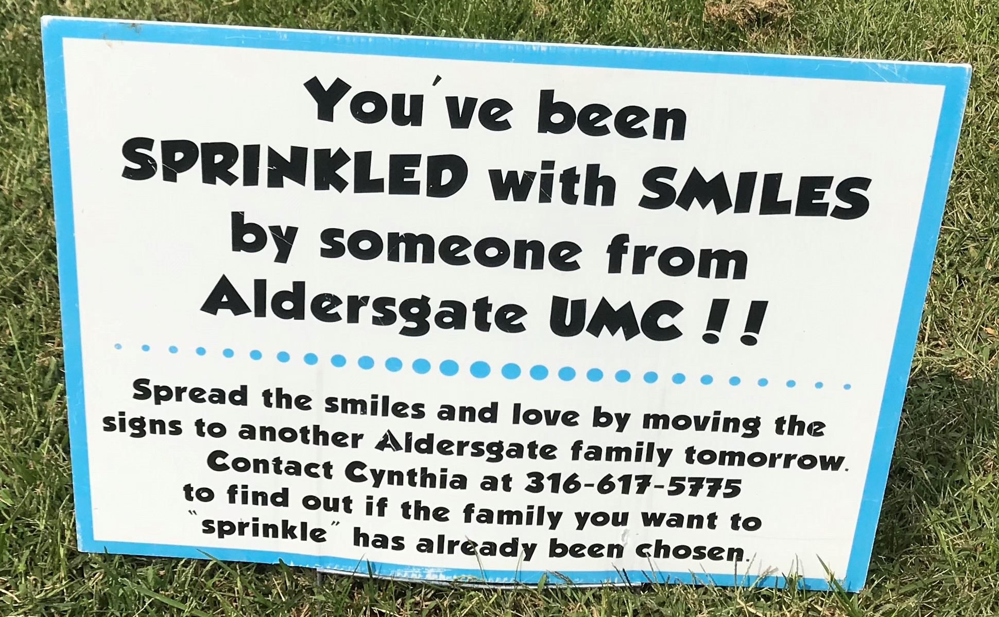 You've been
SPRINKLED with SMILES
by someone from
Aldersgate UMC!!
Spread the smiles and love by moving the
signs to another Aldersgate family tomorrow.
Contact Cynthia at 316-617-5775
to find out if the family you want to
"sprinkle" has already been chosen.